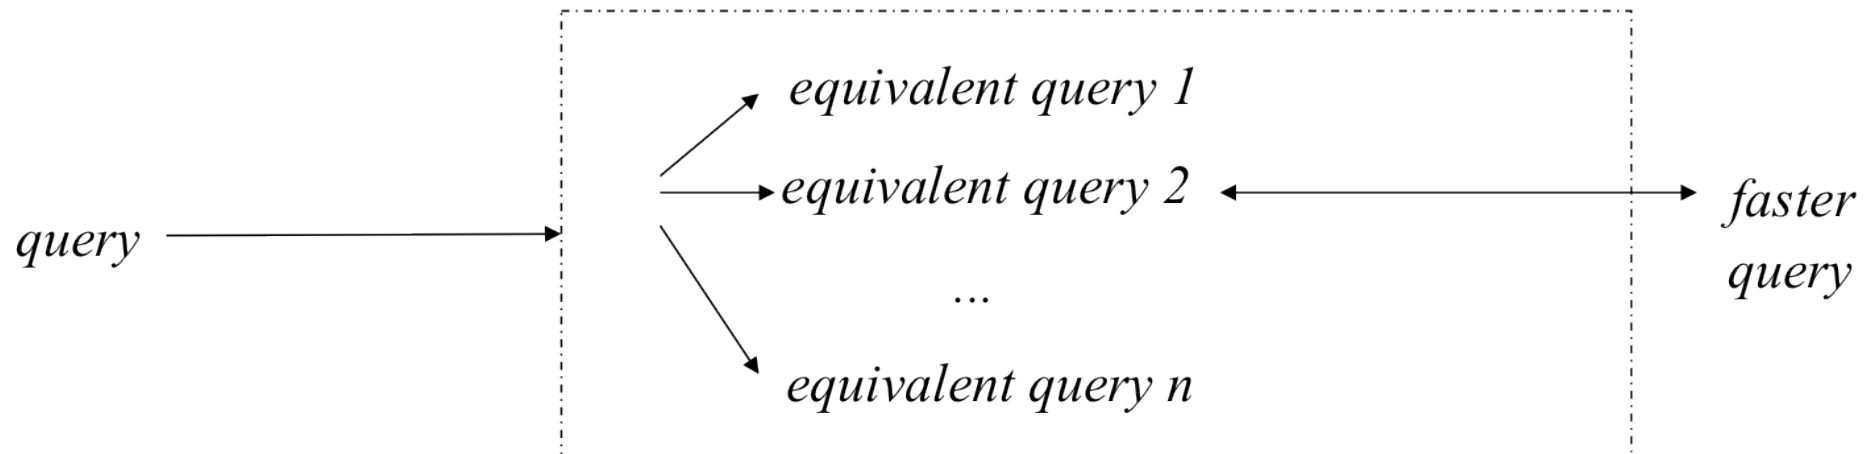 equivalent query 1
equivalent query 2
query
faster
query
...
equivalent query n